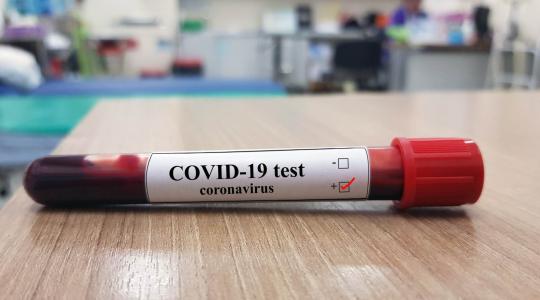 COVID-19 test
coronavirus
- ☐
+ ☑